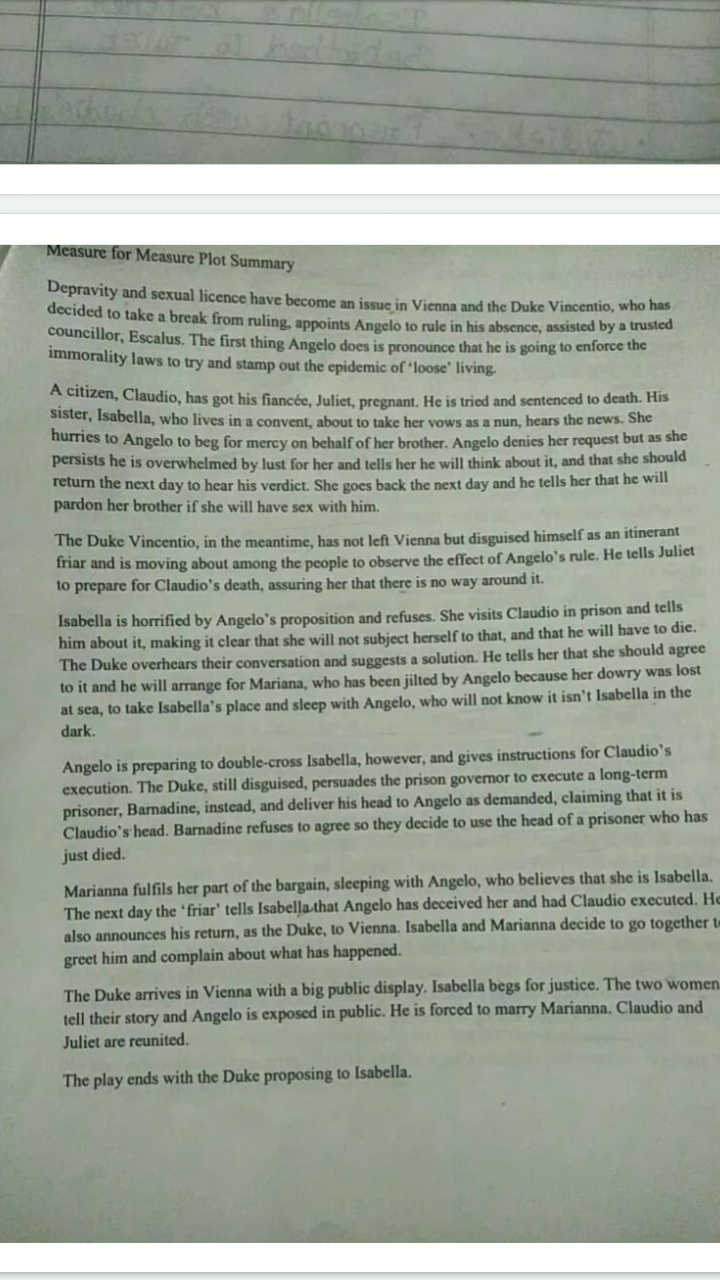 Measure for Measure Plot Summary
Depravity and sexual licence have become an issue in Vienna and the Duke Vincentio, who has
decided to take a break from ruling, appoints Angelo to rule in his absence, assisted by a trusted
councillor, Escalus. The first thing Angelo does is pronounce that he is going to enforce the
immorality laws to try and stamp out the epidemic of ‘loose’ living.
A citizen, Claudio, has got his fiancée, Juliet, pregnant. He is tried and sentenced to death. His
sister, Isabella, who lives in a convent, about to take her vows as a nun, hears the news. She
hurries to Angelo to beg for mercy on behalf of her brother. Angelo denies her request but as she
persists he is overwhelmed by lust for her and tells her he will think about it, and that she should
return the next day to hear his verdict. She goes back the next day and he tells her that he will
pardon her brother if she will have sex with him.
The Duke Vincentio, in the meantime, has not left Vienna but disguised himself as an itinerant
friar and is moving about among the people to observe the effect of Angelo’s rule. He tells Juliet
to prepare for Claudio’s death, assuring her that there is no way around it.
Isabella is horrified by Angelo’s proposition and refuses. She visits Claudio in prison and tells
him about it, making it clear that she will not subject herself to that, and that he will have to die.
The Duke overhears their conversation and suggests a solution. He tells her that she should agree
to it and he will arrange for Mariana, who has been jilted by Angelo because her dowry was lost
at sea, to take Isabella’s place and sleep with Angelo, who will not know it isn’t Isabella in the
dark.
Angelo is preparing to double-cross Isabella, however, and gives instructions for Claudio’s
execution. The Duke, still disguised, persuades the prison governor to execute a long-term
prisoner, Barnadine, instead, and deliver his head to Angelo as demanded, claiming that it is
Claudio’s head. Barnadine refuses to agree so they decide to use the head of a prisoner who has
just died.
Marianna fulfils her part of the bargain, sleeping with Angelo, who believes that she is Isabella.
The next day the ‘friar’ tells Isabella that Angelo has deceived her and had Claudio executed. He
also announces his return, as the Duke, to Vienna. Isabella and Marianna decide to go together t
greet him and complain about what has happened.
The Duke arrives in Vienna with a big public display. Isabella begs for justice. The two women
tell their story and Angelo is exposed in public. He is forced to marry Marianna. Claudio and
Juliet are reunited.
The play ends with the Duke proposing to Isabella.